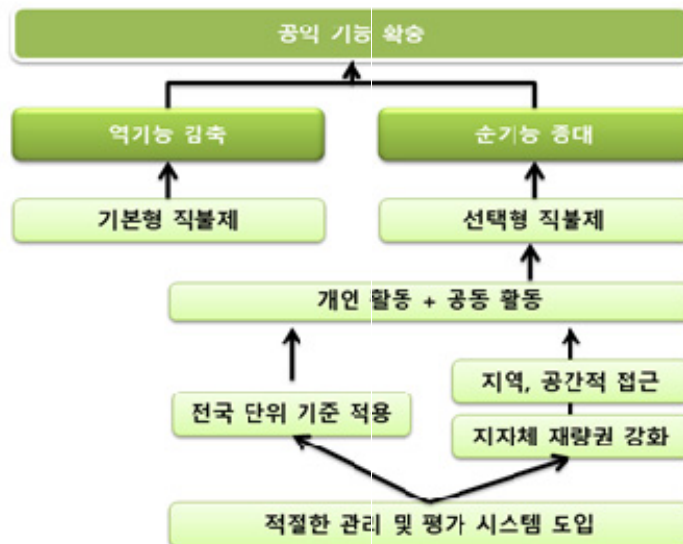 공익 기능 확충
역기능 감축
순기능 증대
기본형 직불제
선택형 직불제
개인 활동 + 공동 활동
지역, 공간적 접근
전국 단위 기준 적용
지자체 재량권 강화
적절한 관리 및 평가 시스템 도입